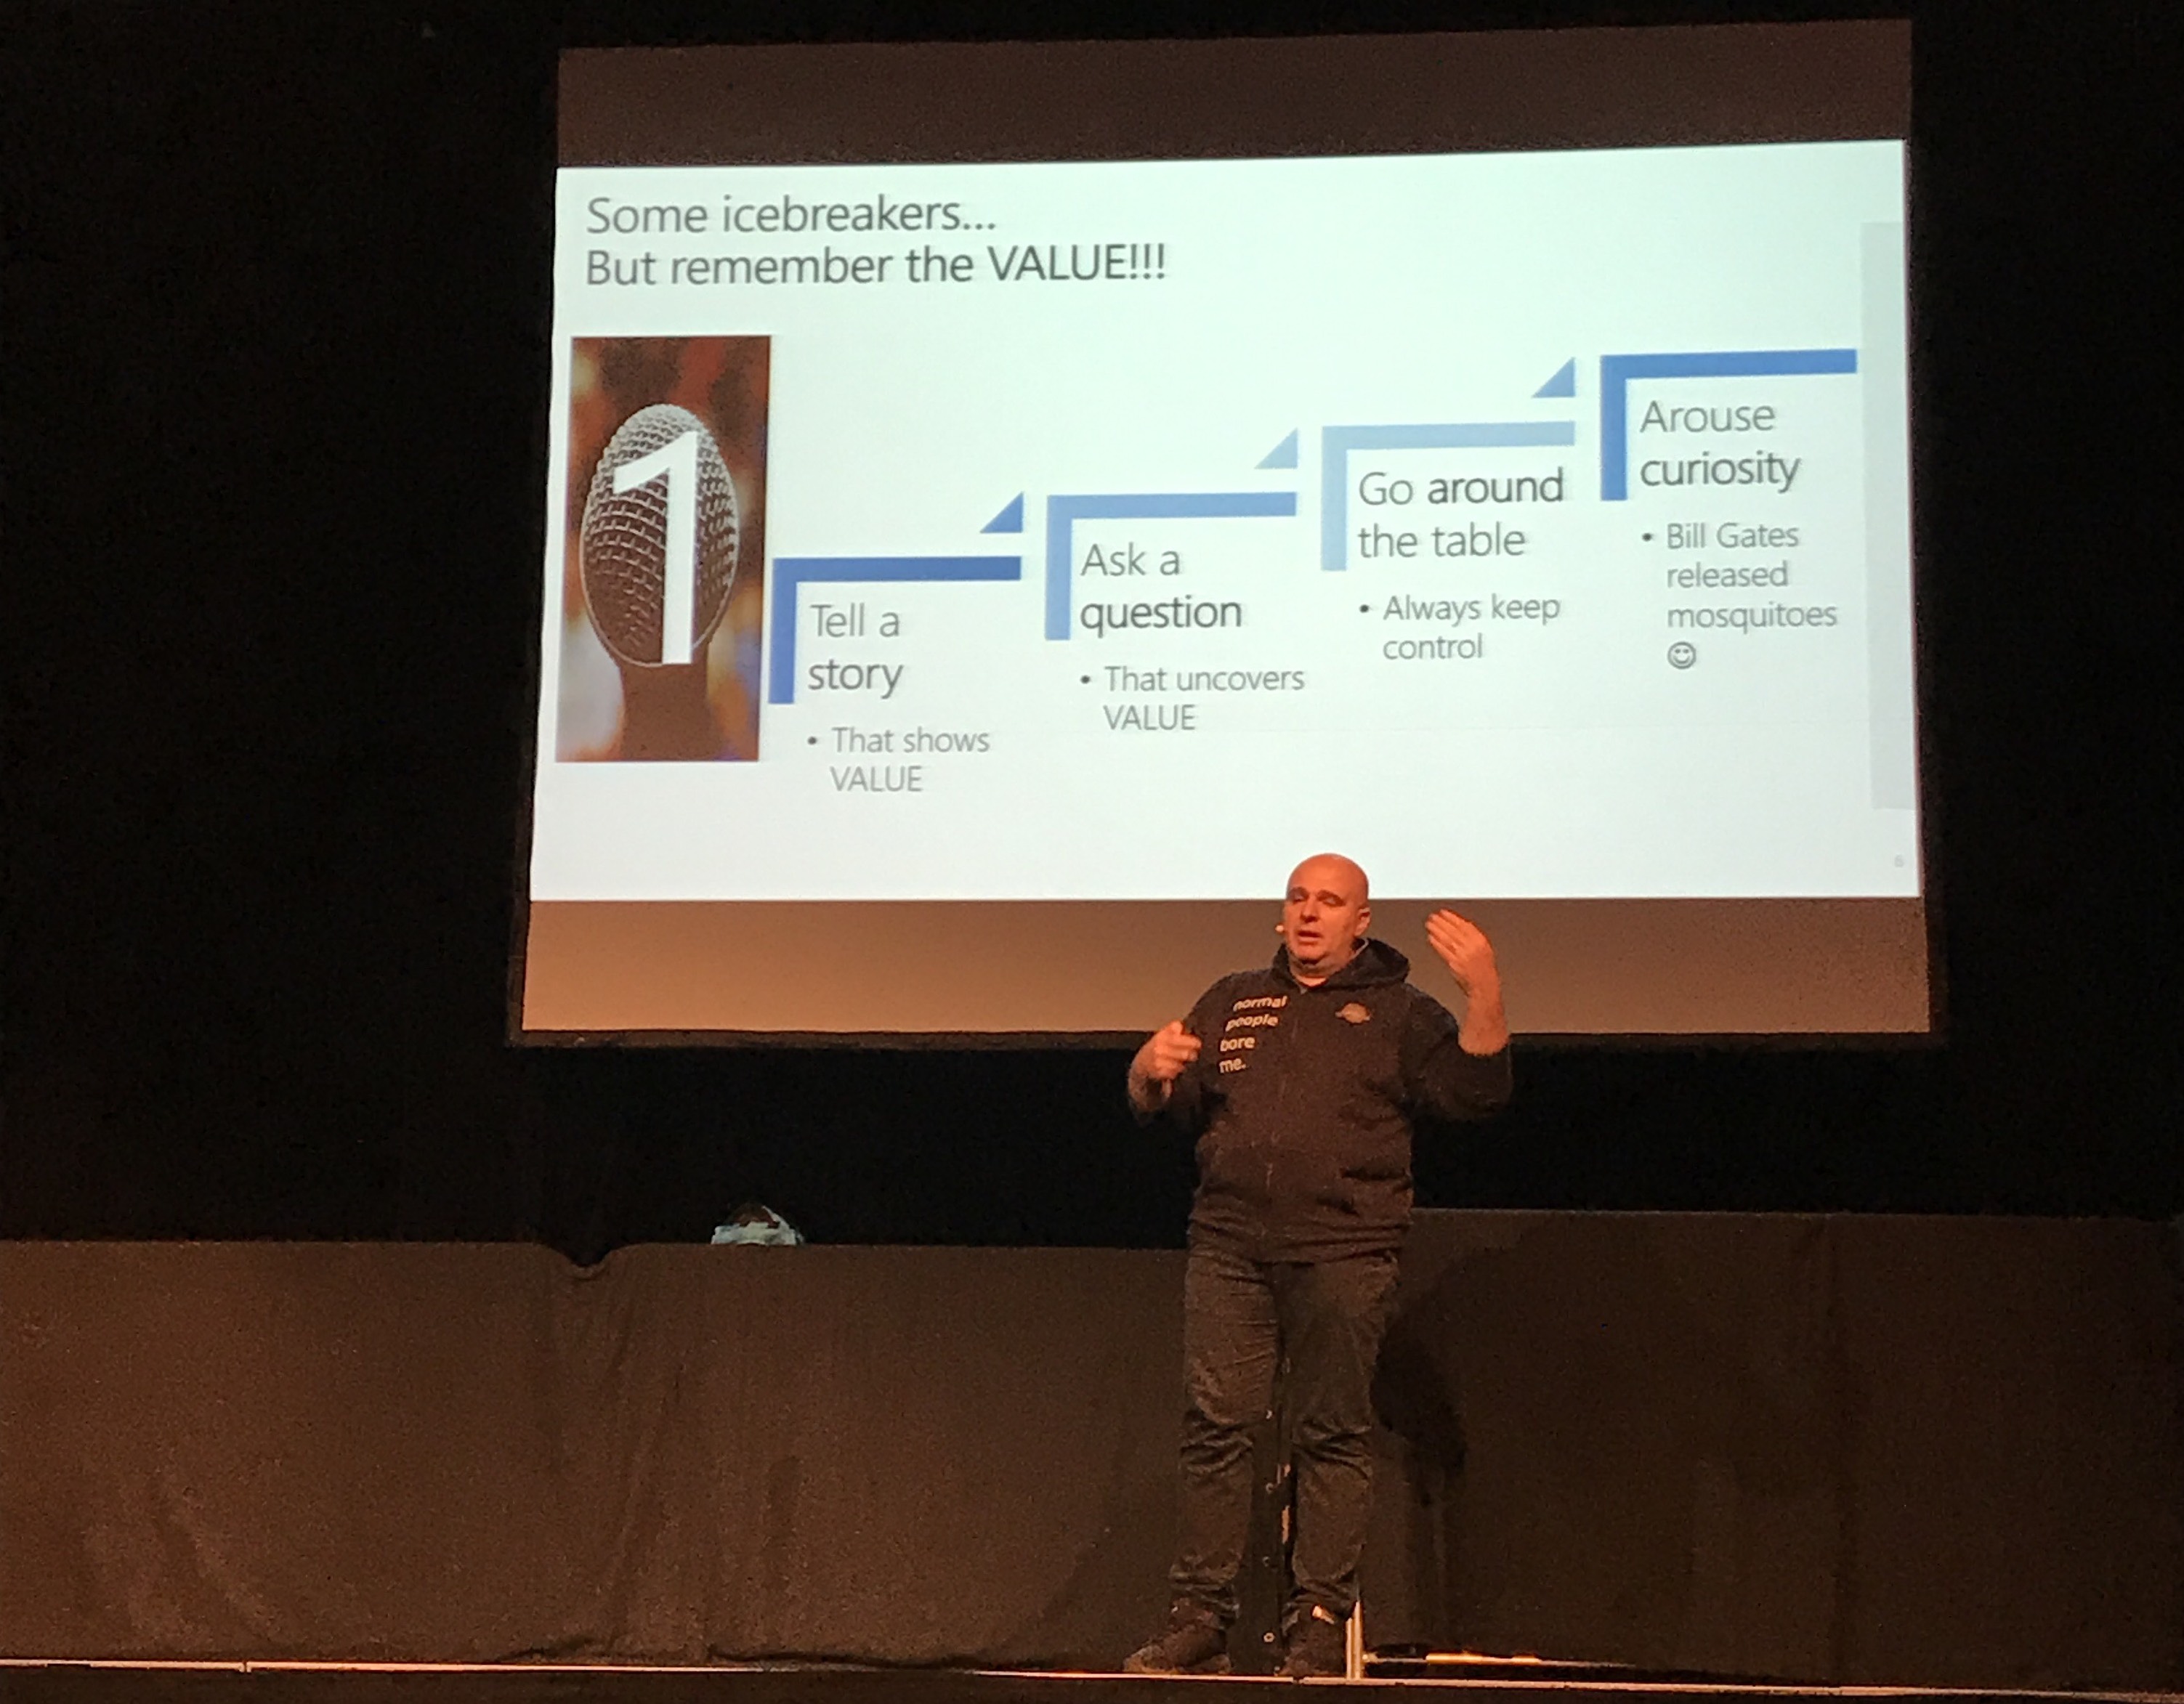 Some icebreakers...
But remember the VALUE!!!
1
Tell a
story
• That shows
VALUE
Ask a
question
• That uncovers
VALUE
Go around
the table
• Always keep
control
Arouse
curiosity
• Bill Gates
released
mosquitoes
☺
normal
people
bore
me.